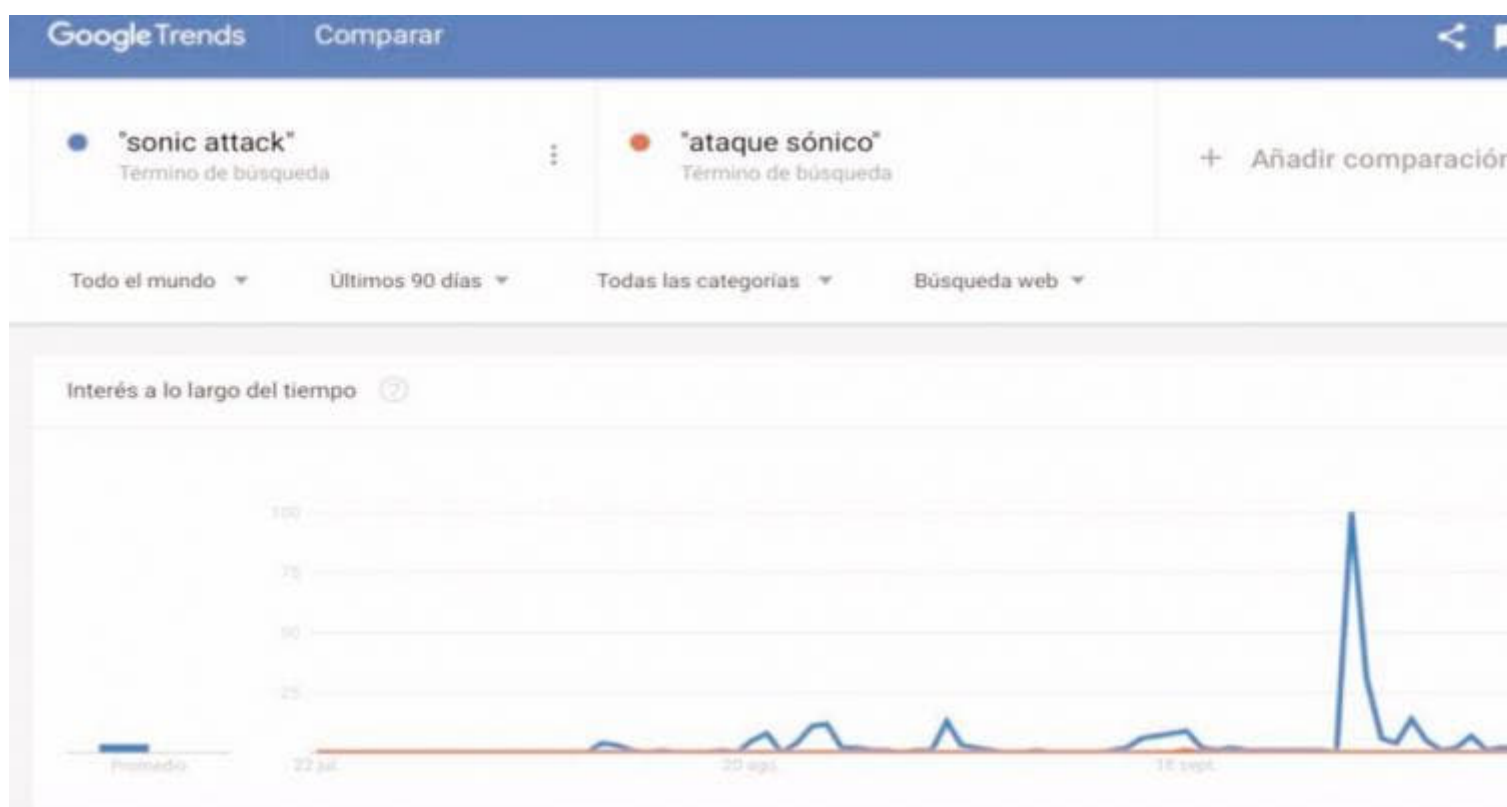 Google Trends Comparar
"sonic attack"
Término de búsqueda
"ataque sónico"
Término de búsqueda
+ Añadir comparación
Todo el mundo Últimos 90 días Todas las categorías Búsqueda web
Interés a lo largo del tiempo ?
100
75
50
25
Promedio
22 jul. 20 ago. 18 sept.